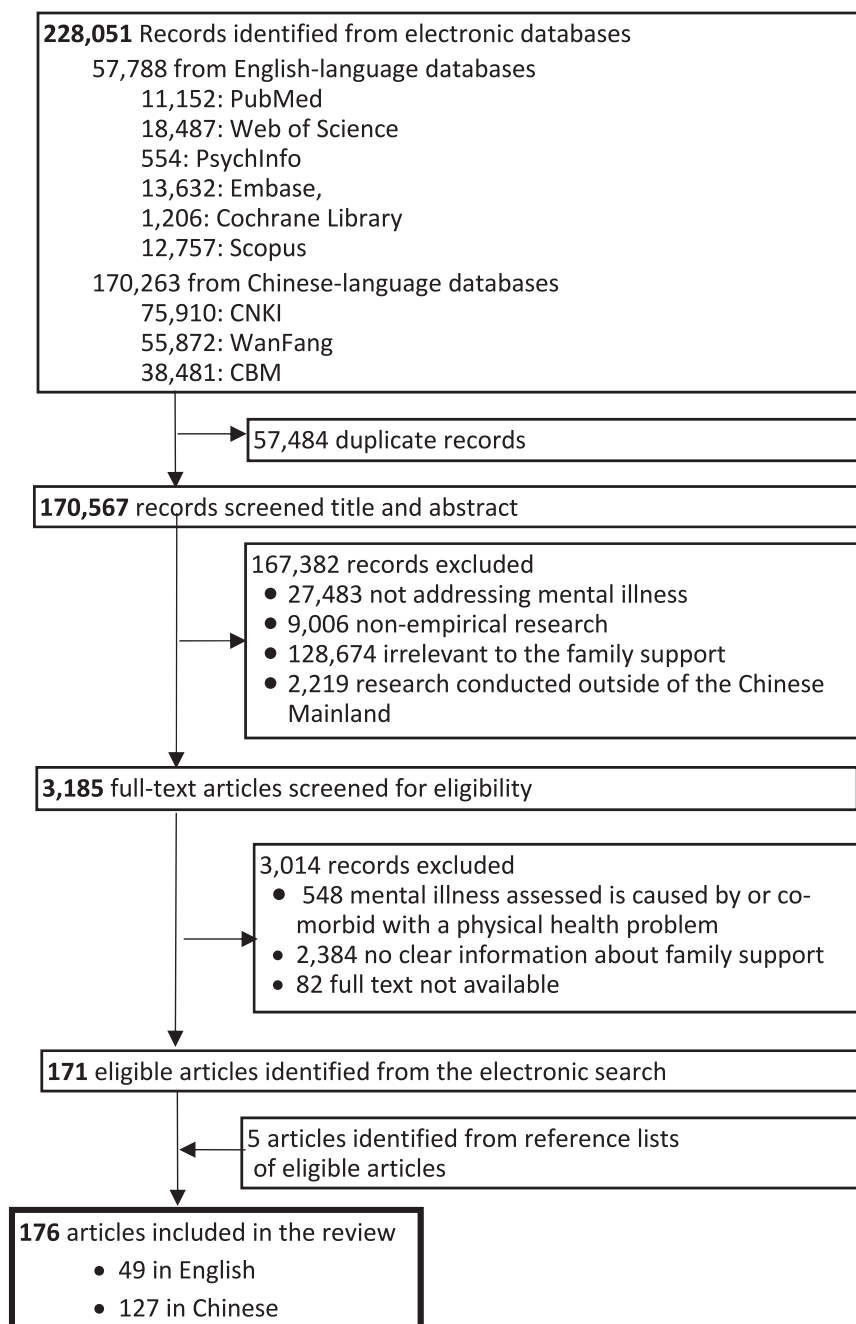 228,051 Records identified from electronic databases
57,788 from English-language databases
11,152: PubMed
18,487: Web of Science
554: PsychInfo
13,632: Embase,
1,206: Cochrane Library
12,757: Scopus
170,263 from Chinese-language databases
75,910: CNKI
55,872: WanFang
38,481: CBM
57,484 duplicate records
170,567 records screened title and abstract
167,382 records excluded
• 27,483 not addressing mental illness
• 9,006 non-empirical research
• 128,674 irrelevant to the family support
• 2,219 research conducted outside of the Chinese
Mainland
3,185 full-text articles screened for eligibility
3,014 records excluded
• 548 mental illness assessed is caused by or co-
morbid with a physical health problem
• 2,384 no clear information about family support
• 82 full text not available
171 eligible articles identified from the electronic search
5 articles identified from reference lists
of eligible articles
176 articles included in the review
• 49 in English
• 127 in Chinese